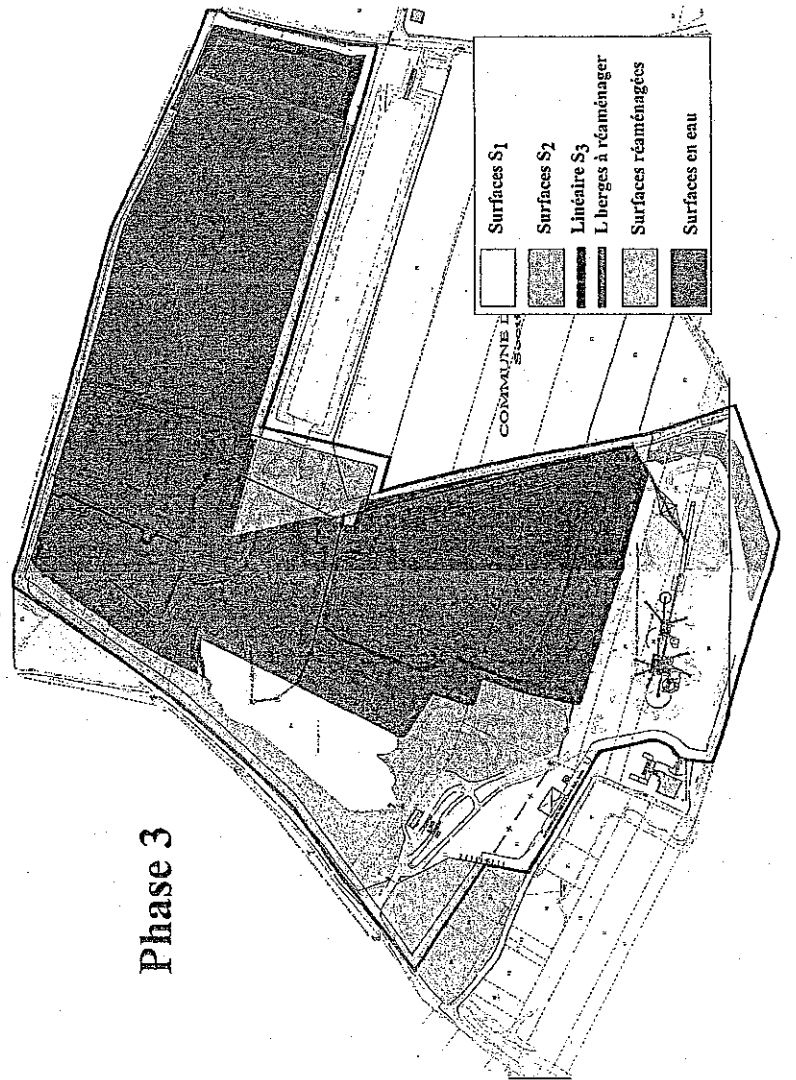 Phase 3
COMMUNE
Surfaces S1
Surfaces S2
Linéaire S3
L berges à réaménager
Surfaces réaménagées
Surfaces en eau